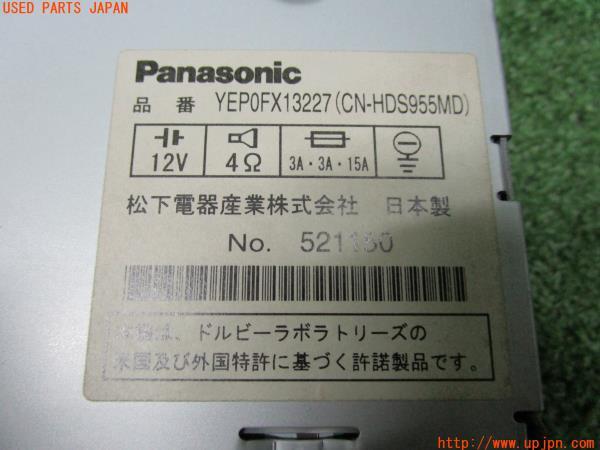 USED PARTS JAPAN
Panasonic
品 番 YEP0FX13227(CN-HDS955MD)
12V 4Ω 3A・3A・15A
松下電器産業株式会社 日本製
No. 521180
本機は、ドルビーラボラトリーズの
米国及び外国特許に基づく許諾製品です。
http://www.upjpn.com/